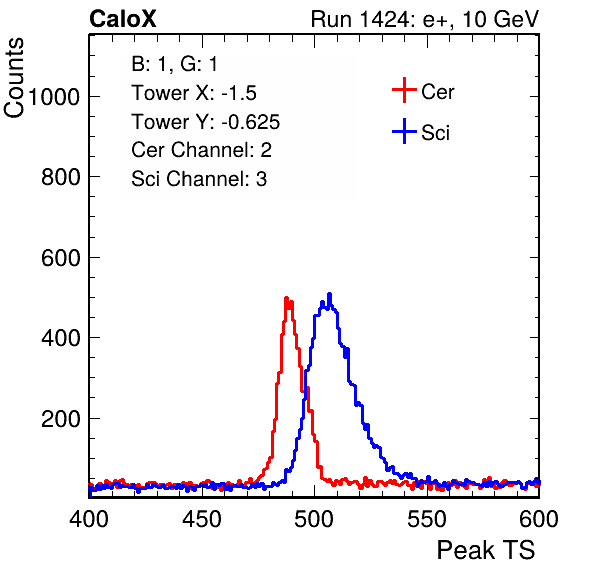 CaloX Run 1424: e+, 10 GeV
Counts
B: 1, G: 1
Tower X: -1.5
Tower Y: -0.625
Cer Channel: 2
Sci Channel: 3
Cer
Sci
1000
800
600
400
200
400 450 500 550 600
Peak TS